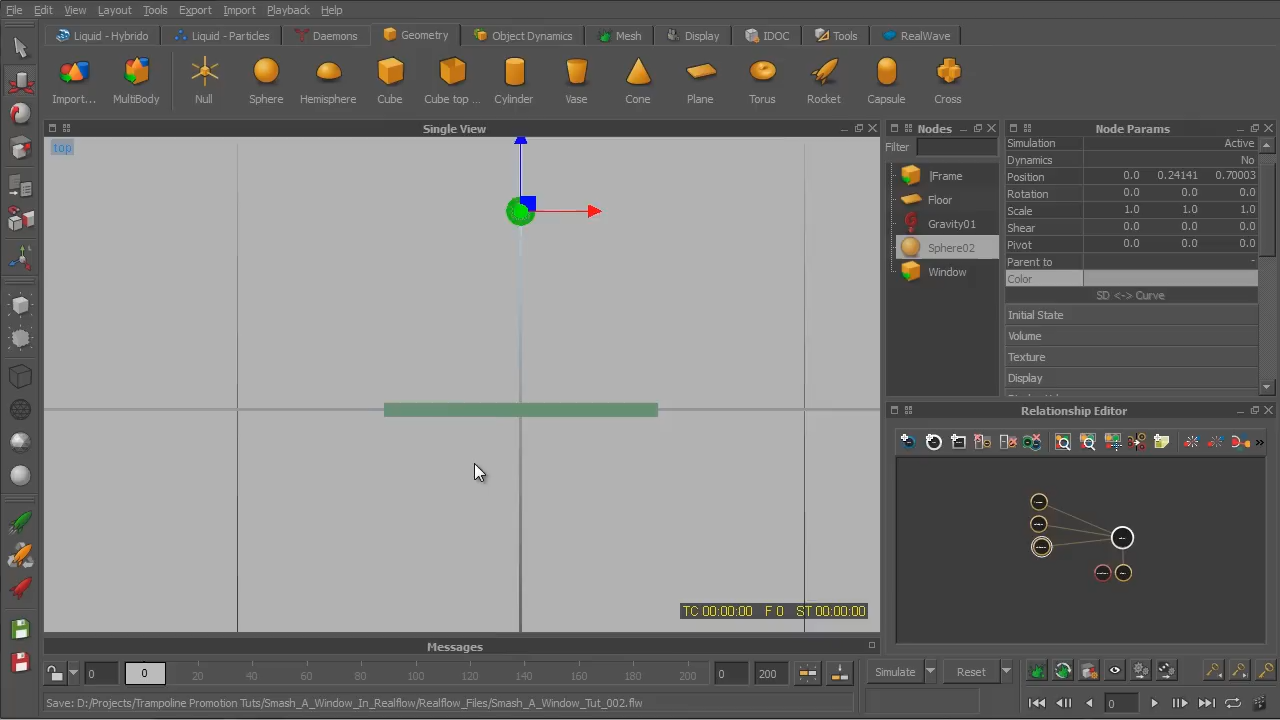 File Edit View Layout Tools Export Import Playback Help
Liquid - Hybrido Liquid - Particles Daemons Geometry Object Dynamics Mesh Display IDOC Tools RealWave
Import... MultiBody Null Sphere Hemisphere Cube Cube top ... Cylinder Vase Cone Plane Torus Rocket Capsule Cross
Single View
top
TC 00:00:00 F 0 ST 00:00:00
Nodes
Filter
|Frame
Floor
Gravity01
Sphere02
Window
Node Params
Simulation Active
Dynamics No
Position 0.0 0.24141 0.70003
Rotation 0.0 0.0 0.0
Scale 1.0 1.0 1.0
Shear 0.0 0.0 0.0
Pivot 0.0 0.0 0.0
Parent to -
Color
SD <-> Curve
Initial State
Volume
Texture
Display
Relationship Editor
»
Messages
0 0 20 40 60 80 100 120 140 160 180 200 0 200
Simulate Reset
Save: D:/Projects/Trampoline Promotion Tuts/Smash_A_Window_In_Realflow/Realflow_Files/Smash_A_Window_Tut_002.flw
0